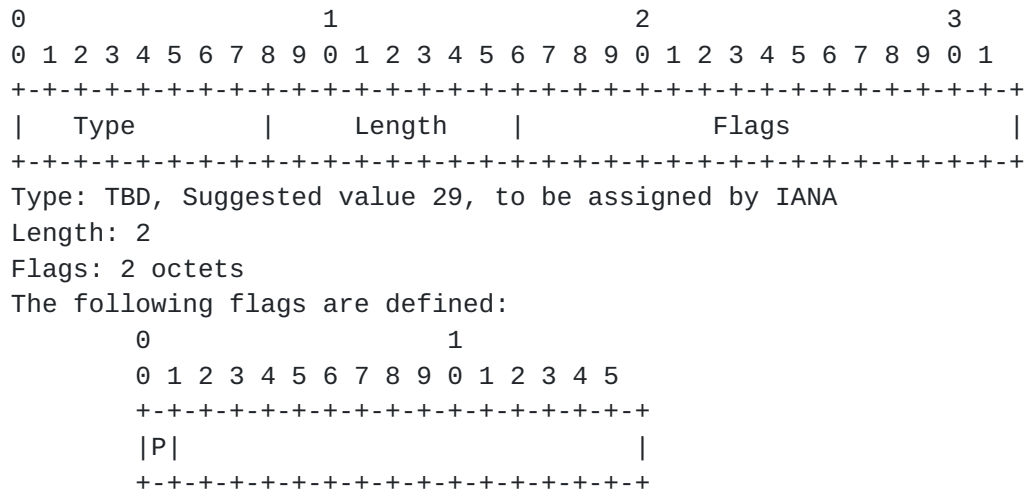 0                   1                   2                   3
0 1 2 3 4 5 6 7 8 9 0 1 2 3 4 5 6 7 8 9 0 1 2 3 4 5 6 7 8 9 0 1
+-+-+-+-+-+-+-+-+-+-+-+-+-+-+-+-+-+-+-+-+-+-+-+-+-+-+-+-+-+-+-+-+
|   Type        |     Length    |            Flags              |
+-+-+-+-+-+-+-+-+-+-+-+-+-+-+-+-+-+-+-+-+-+-+-+-+-+-+-+-+-+-+-+-+
Type: TBD, Suggested value 29, to be assigned by IANA
Length: 2
Flags: 2 octets
The following flags are defined:
        0                   1
        0 1 2 3 4 5 6 7 8 9 0 1 2 3 4 5
        +-+-+-+-+-+-+-+-+-+-+-+-+-+-+-+-+
        |P|                             |
        +-+-+-+-+-+-+-+-+-+-+-+-+-+-+-+-+